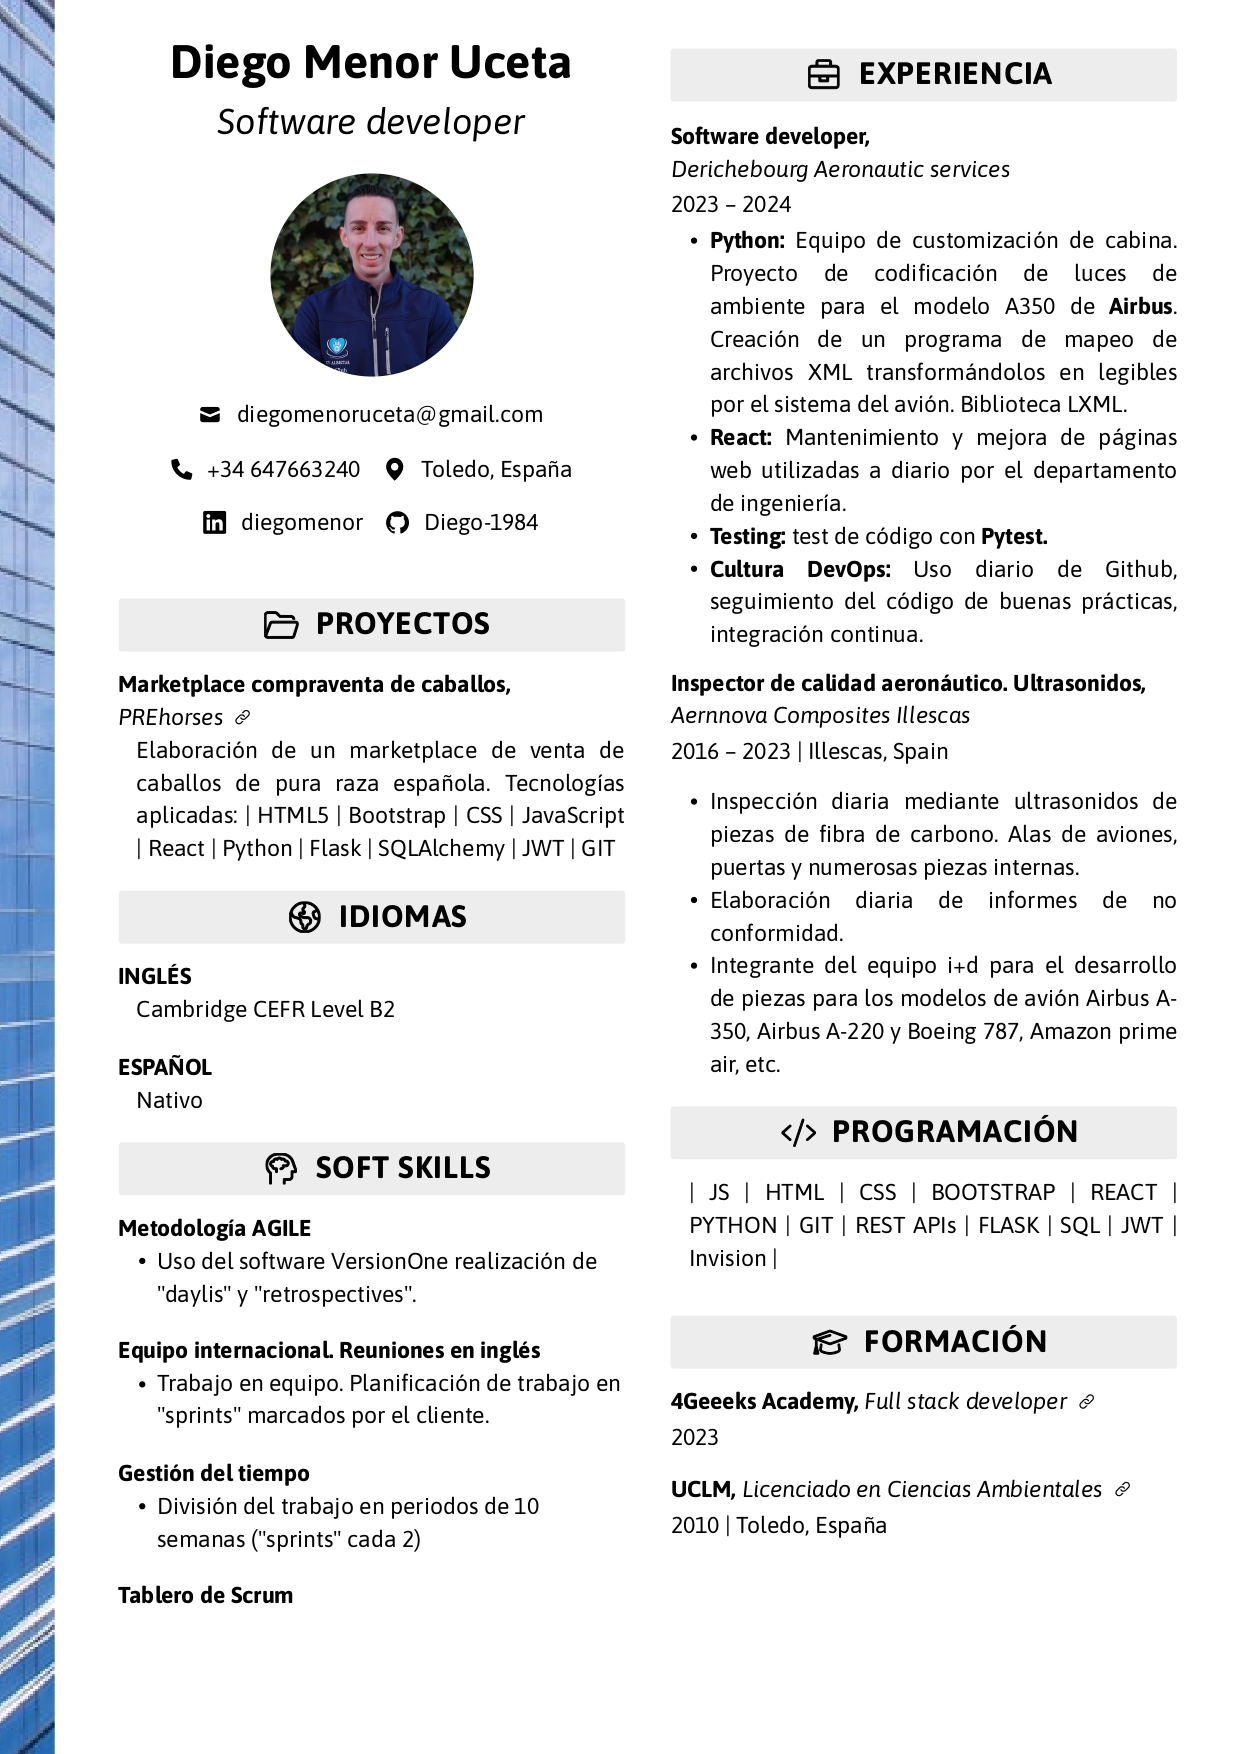 Diego Menor Uceta
Software developer
diegomenoruceta@gmail.com
+34 647663240 Toledo, España
diegomenor Diego-1984
PROYECTOS
Marketplace compraventa de caballos,
PREhorses
Elaboración de un marketplace de venta de
caballos de pura raza española. Tecnologías
aplicadas: | HTML5 | Bootstrap | CSS | JavaScript
| React | Python | Flask | SQLAlchemy | JWT | GIT
IDIOMAS
INGLÉS
Cambridge CEFR Level B2
ESPAÑOL
Nativo
SOFT SKILLS
Metodología AGILE
• Uso del software VersionOne realización de
"daylis" y "retrospectives".
Equipo internacional. Reuniones en inglés
• Trabajo en equipo. Planificación de trabajo en
"sprints" marcados por el cliente.
Gestión del tiempo
• División del trabajo en periodos de 10
semanas ("sprints" cada 2)
Tablero de Scrum
EXPERIENCIA
Software developer,
Derichebourg Aeronautic services
2023 – 2024
• Python: Equipo de customización de cabina.
Proyecto de codificación de luces de
ambiente para el modelo A350 de Airbus.
Creación de un programa de mapeo de
archivos XML transformándolos en legibles
por el sistema del avión. Biblioteca LXML.
• React: Mantenimiento y mejora de páginas
web utilizadas a diario por el departamento
de ingeniería.
• Testing: test de código con Pytest.
• Cultura DevOps: Uso diario de Github,
seguimiento del código de buenas prácticas,
integración continua.
Inspector de calidad aeronáutico. Ultrasonidos,
Aernnova Composites Illescas
2016 – 2023 | Illescas, Spain
• Inspección diaria mediante ultrasonidos de
piezas de fibra de carbono. Alas de aviones,
puertas y numerosas piezas internas.
• Elaboración diaria de informes de no
conformidad.
• Integrante del equipo i+d para el desarrollo
de piezas para los modelos de avión Airbus A-
350, Airbus A-220 y Boeing 787, Amazon prime
air, etc.
PROGRAMACIÓN
| JS | HTML | CSS | BOOTSTRAP | REACT |
PYTHON | GIT | REST APIs | FLASK | SQL | JWT |
Invision |
FORMACIÓN
4Geeeks Academy, Full stack developer
2023
UCLM, Licenciado en Ciencias Ambientales
2010 | Toledo, España